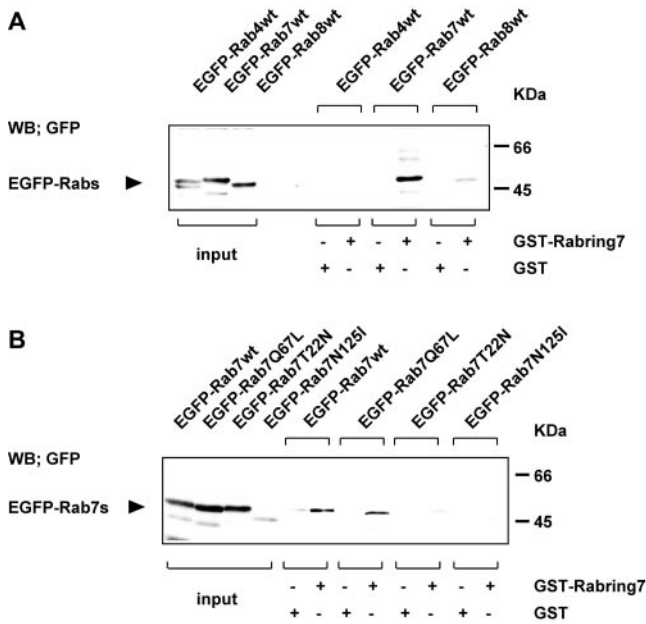 A
EGFP-Rab4wt
EGFP-Rab7wt
EGFP-Rab8wt
EGFP-Rab4wt
EGFP-Rab7wt
EGFP-Rab8wt
KDa
WB; GFP
66
EGFP-Rabs
45
- + - + - + GST-Rabring7
input
+ - + - + - GST
B
EGFP-Rab7wt
EGFP-Rab7Q67L
EGFP-Rab7T22N
EGFP-Rab7N125I
EGFP-Rab7wt
EGFP-Rab7Q67L
EGFP-Rab7T22N
EGFP-Rab7N125I
KDa
WB; GFP
66
EGFP-Rab7s
45
- + - + - + - + GST-Rabring7
input
+ - + - + - + - GST